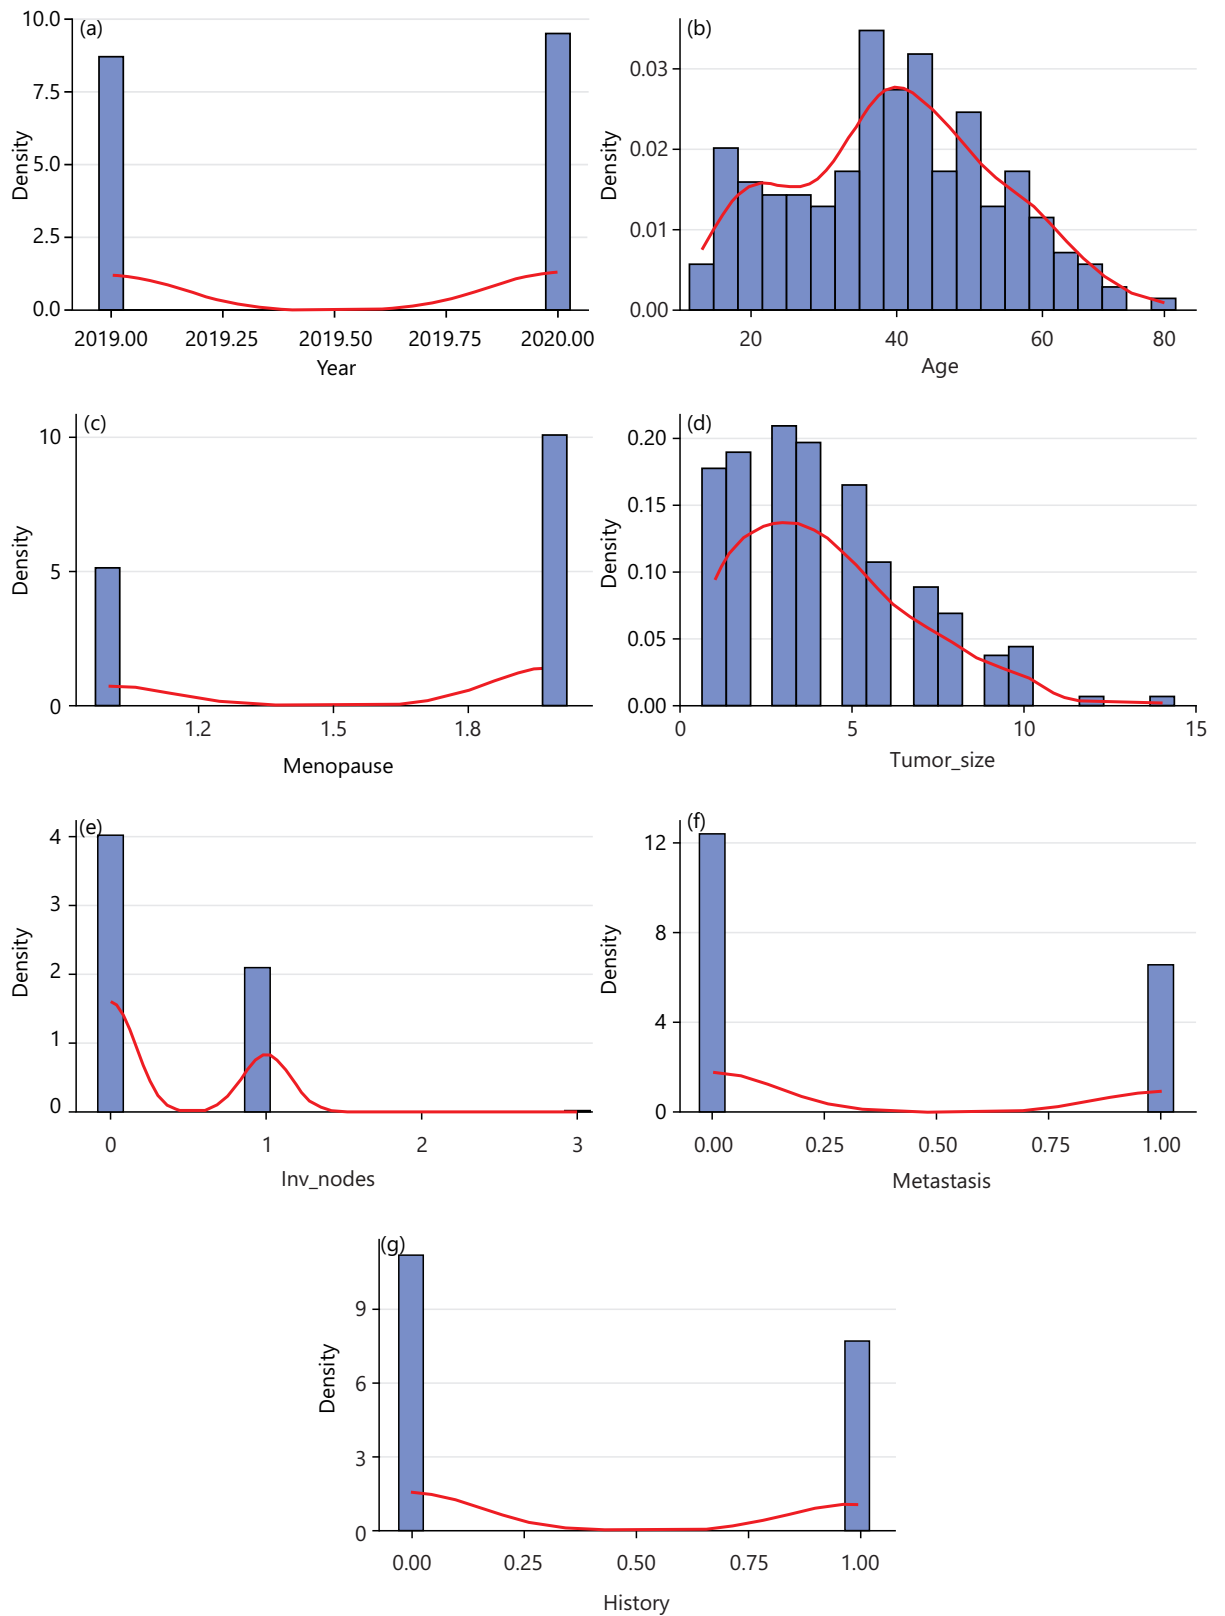 (a)
10.0
7.5
5.0
2.5
0.0
Density
2019.00 2019.25 2019.50 2019.75 2020.00
Year
(b)
0.03
0.02
0.01
0.00
Density
20 40 60 80
Age
(c)
10
5
0
Density
1.2 1.5 1.8
Menopause
(d)
0.20
0.15
0.10
0.05
0.00
Density
0 5 10 15
Tumor_size
(e)
4
3
2
1
0
Density
0 1 2 3
Inv_nodes
(f)
12
8
4
0
Density
0.00 0.25 0.50 0.75 1.00
Metastasis
(g)
9
6
3
0
Density
0.00 0.25 0.50 0.75 1.00
History